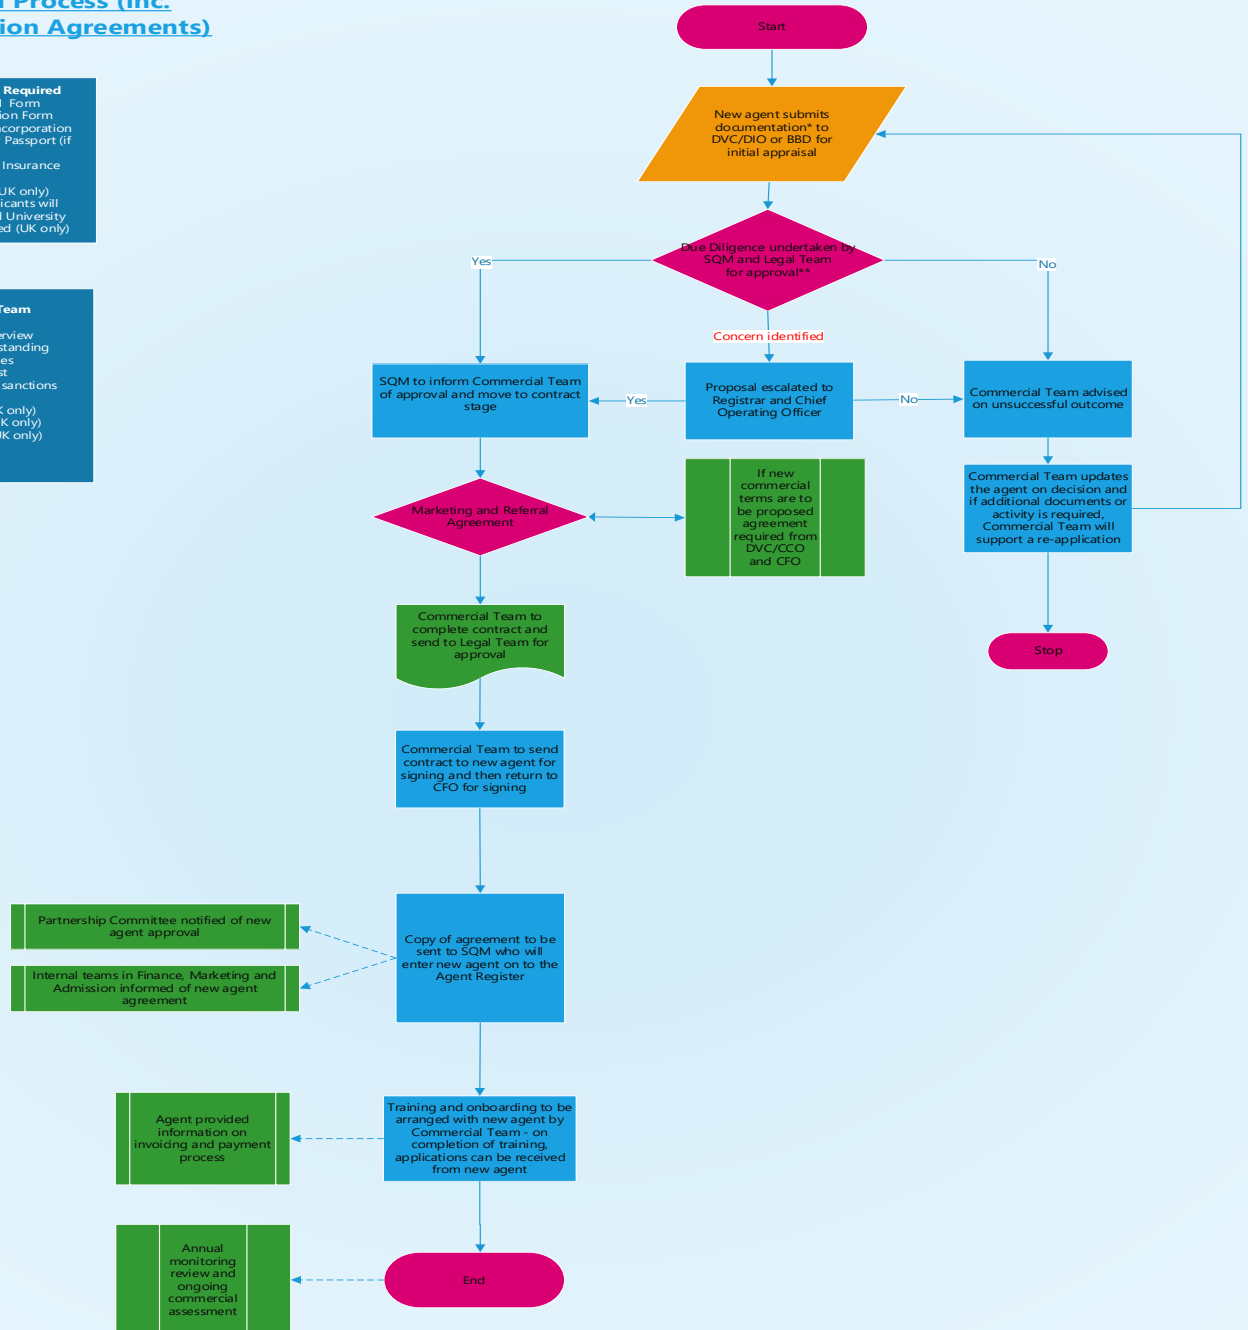 Process (Inc.
ion Agreements)
Required
Form
ion Form
corporation
Passport (if
Insurance
UK only)
icants will
University
ed (UK only)
Team
erview
standing
es
st
sanctions
K only)
K only)
UK only)
Start
New agent submits
documentation* to
DVC/DIO or BBD for
initial appraisal
Due Diligence undertaken by
SQM and Legal Team
for approval**
Yes
No
Concern identified
SQM to inform Commercial Team
of approval and move to contract
stage
Yes
Proposal escalated to
Registrar and Chief
Operating Officer
No
Commercial Team advised
on unsuccessful outcome
Marketing and Referral
Agreement
If new
commercial
terms are to
be proposed
agreement
required from
DVC/CCO
and CFO
Commercial Team updates
the agent on decision and
if additional documents or
activity is required,
Commercial Team will
support a re-application
Commercial Team to
complete contract and
send to Legal Team for
approval
Stop
Commercial Team to send
contract to new agent for
signing and then return to
CFO for signing
Partnership Committee notified of new
agent approval
Internal teams in Finance, Marketing and
Admission informed of new agent
agreement
Copy of agreement to be
sent to SQM who will
enter new agent on to the
Agent Register
Agent provided
information on
invoicing and payment
process
Training and onboarding to be
arranged with new agent by
Commercial Team - on
completion of training,
applications can be received
from new agent
Annual
monitoring
review and
ongoing
commercial
assessment
End